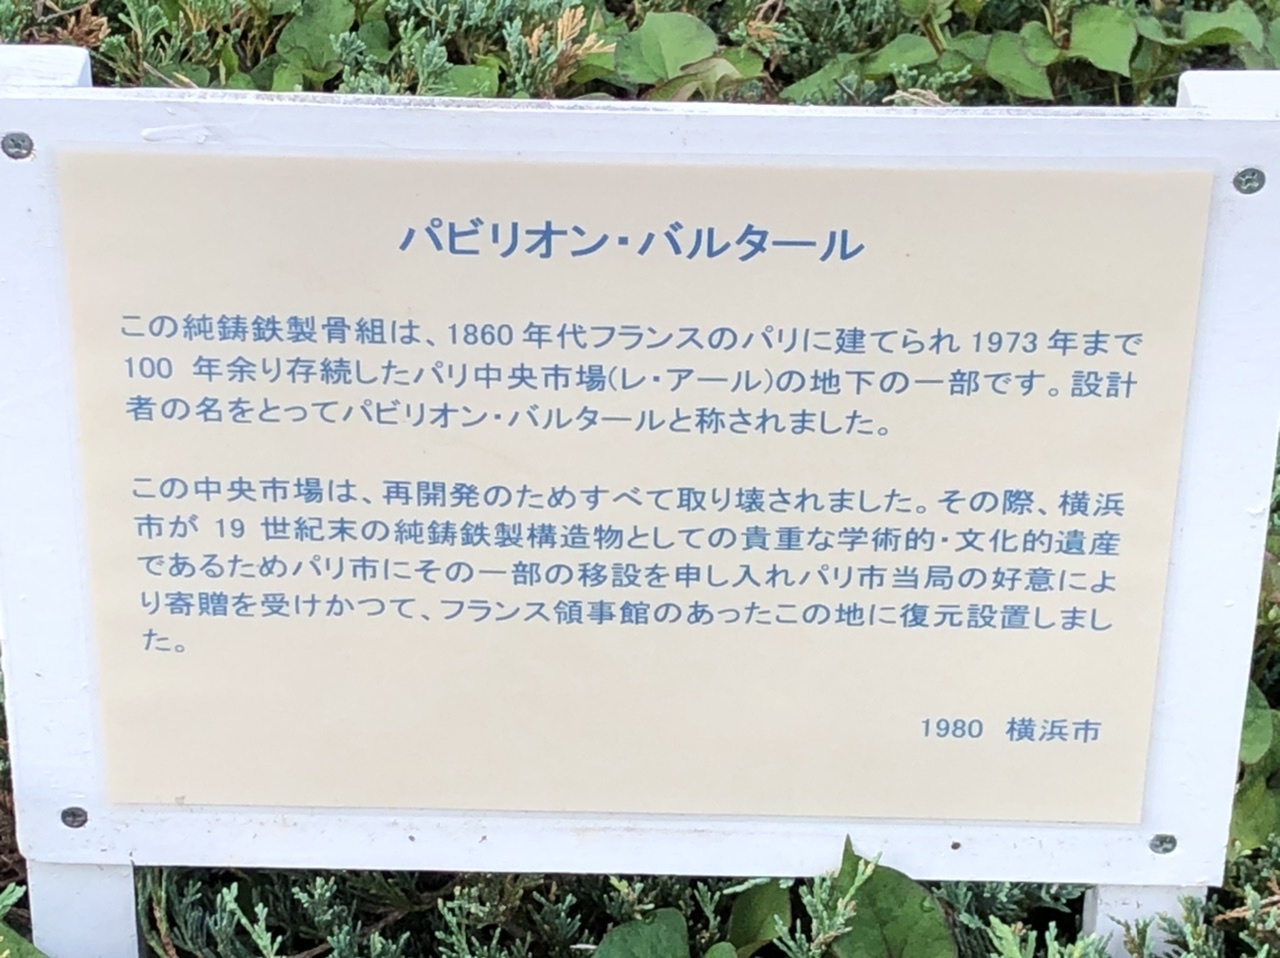 パビリオン・バルタール
この純鋳鉄製骨組は、1860年代フランスのパリに建てられ1973年まで
100 年余り存続したパリ中央市場(レ・アール)の地下の一部です。設計
者の名をとってパビリオン・バルタールと称されました。
この中央市場は、再開発のためすべて取り壊されました。その際、横浜
市が 19 世紀末の純鋳鉄製構造物としての貴重な学術的・文化的遺産
であるためパリ市にその一部の移設を申し入れパリ市当局の好意によ
り寄贈を受けかつて、フランス領事館のあったこの地に復元設置しまし
た。
1980 横浜市